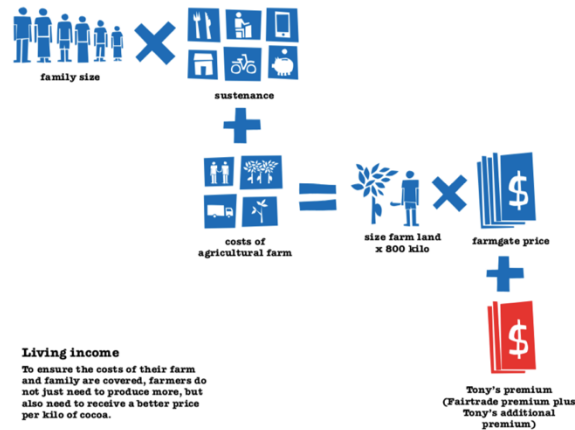 family size
sustenance
costs of
agricultural farm
size farm land
x 800 kilo
farmgate price
$
$
Tony's premium
(Fairtrade premium plus
Tony's additional
premium)
Living income
To ensure the costs of their farm
and family are covered, farmers do
not just need to produce more, but
also need to receive a better price
per kilo of cocoa.